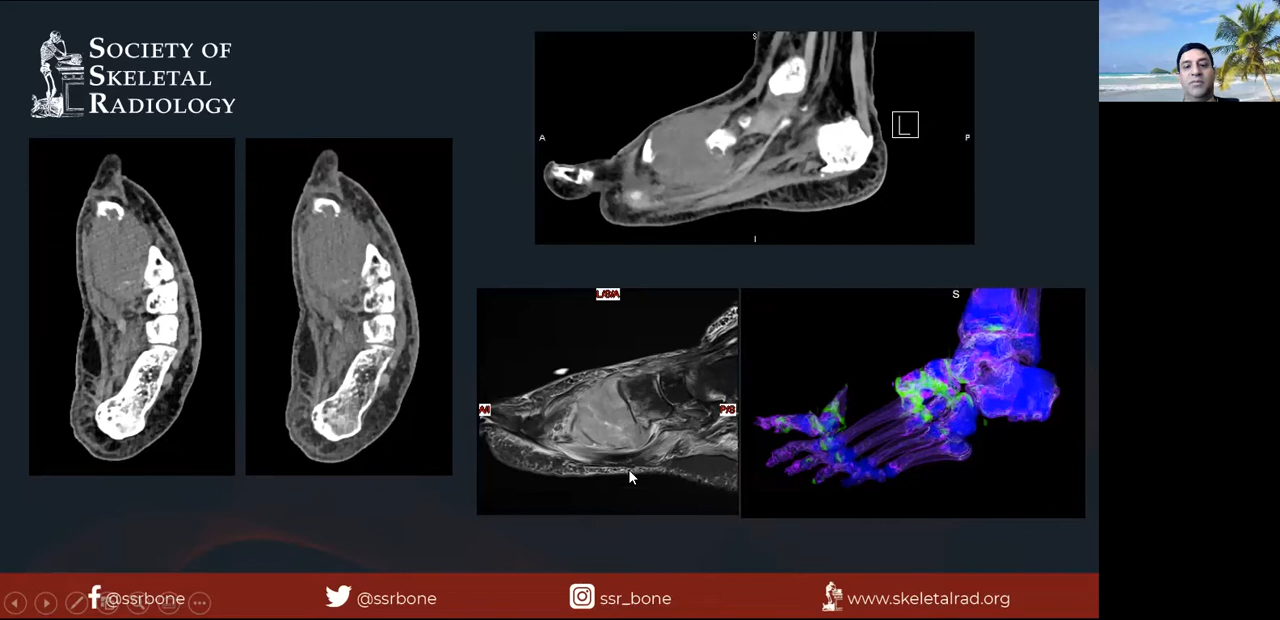 SOCIETY OF
SKELETAL
RADIOLOGY
S
A
L
P
I
L/S/A
A/I
P/S
S
@ssrbone
@ssrbone
ssr_bone
www.skeletalrad.org